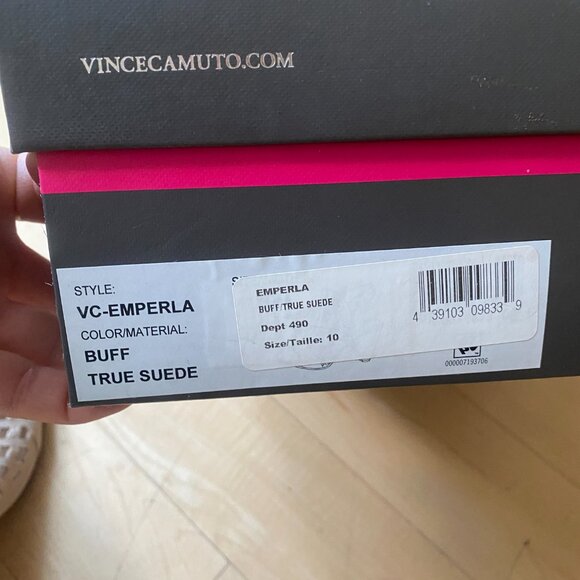 VINCECAMUTO.COM
STYLE:
VC-EMPERLA
COLOR/MATERIAL:
BUFF
TRUE SUEDE
EMPERLA
BUFF/TRUE SUEDE
Dept 490
Size/Taille: 10
4 39103 09833 9
000007193706